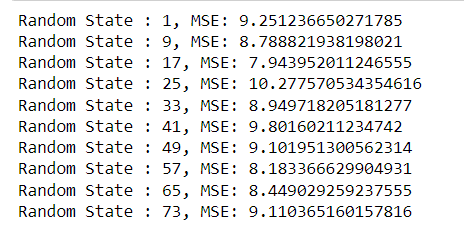 Random State : 1, MSE: 9.251236650271785
Random State : 9, MSE: 8.788821938198021
Random State : 17, MSE: 7.943952011246555
Random State : 25, MSE: 10.277570534354616
Random State : 33, MSE: 8.949718205181277
Random State : 41, MSE: 9.80160211234742
Random State : 49, MSE: 9.101951300562314
Random State : 57, MSE: 8.183366629904931
Random State : 65, MSE: 8.449029259237555
Random State : 73, MSE: 9.110365160157816